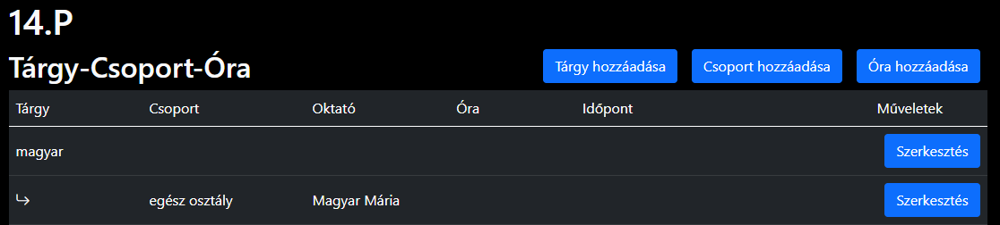 14.P
Tárgy-Csoport-Óra
Tárgy hozzáadása Csoport hozzáadása Óra hozzáadása
Tárgy Csoport Oktató Óra Időpont Műveletek
magyar Szerkesztés
egész osztály Magyar Mária Szerkesztés